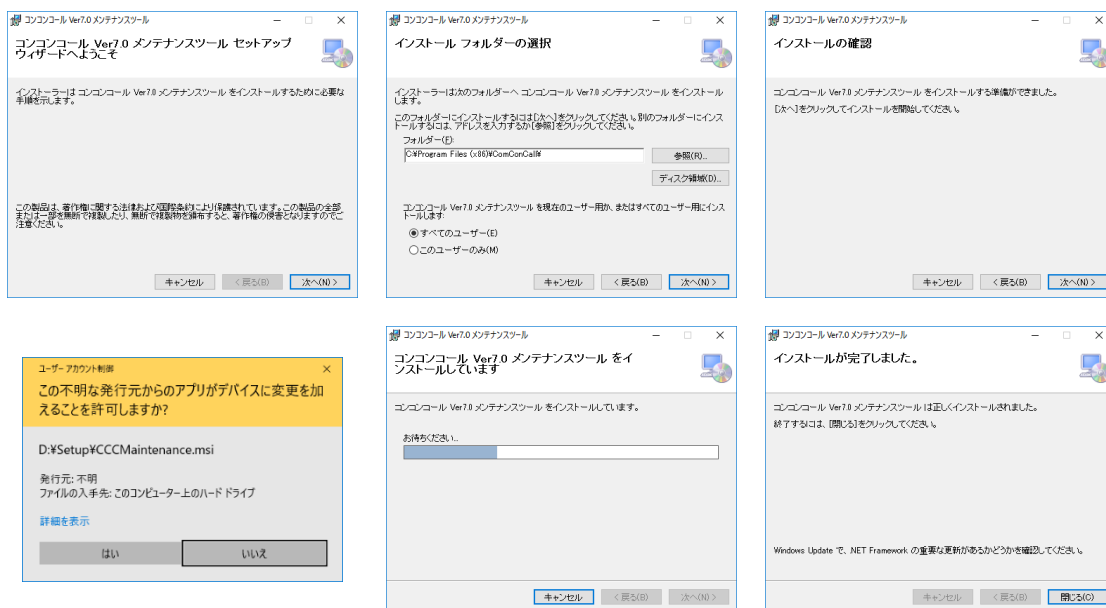 コンコンコール Ver7.0 メンテナンスツール
コンコンコール Ver7.0 メンテナンスツール セットアップ
ウィザードへようこそ
インストーラーは コンコンコール Ver7.0 メンテナンスツール をインストールするために必要な
手順を示します。
この製品は、著作権に関する法律および国際条約により保護されています。この製品の全部
または一部を無断で複製したり、無断で複製物を頒布すると、著作権の侵害となりますのでご
注意ください。
キャンセル
< 戻る(B)
次へ(N) >
コンコンコール Ver7.0 メンテナンスツール
インストール フォルダーの選択
インストーラーは次のフォルダーへ コンコンコール Ver7.0 メンテナンスツール をインストール
します。
このフォルダーにインストールするには[次へ]をクリックしてください。別のフォルダーにインス
トールするには、アドレスを入力するか[参照]をクリックしてください。
フォルダー(F):
C:¥Program Files (x86)¥ComConCall¥
参照(R)...
ディスク領域(D)...
コンコンコール Ver7.0 メンテナンスツール を現在のユーザー用か、またはすべてのユーザー用にインス
トールします:
すべてのユーザー(E)
このユーザーのみ(M)
キャンセル
< 戻る(B)
次へ(N) >
コンコンコール Ver7.0 メンテナンスツール
インストールの確認
コンコンコール Ver7.0 メンテナンスツール をインストールする準備ができました。
[次へ]をクリックしてインストールを開始してください。
キャンセル
< 戻る(B)
次へ(N) >
ユーザー アカウント制御
この不明な発行元からのアプリがデバイスに変更を加
えることを許可しますか?
D:¥Setup¥CCCMaintenance.msi
発行元: 不明
ファイルの入手先: このコンピューター上のハード ドライブ
詳細を表示
はい
いいえ
コンコンコール Ver7.0 メンテナンスツール
コンコンコール Ver7.0 メンテナンスツール をイ
ンストールしています
コンコンコール Ver7.0 メンテナンスツール をインストールしています。
お待ちください...
キャンセル
< 戻る(B)
次へ(N) >
コンコンコール Ver7.0 メンテナンスツール
インストールが完了しました。
コンコンコール Ver7.0 メンテナンスツール は正しくインストールされました。
終了するには、[閉じる]をクリックしてください。
Windows Update で、.NET Framework の重要な更新があるかどうかを確認してください。
キャンセル
< 戻る(B)
閉じる(C)